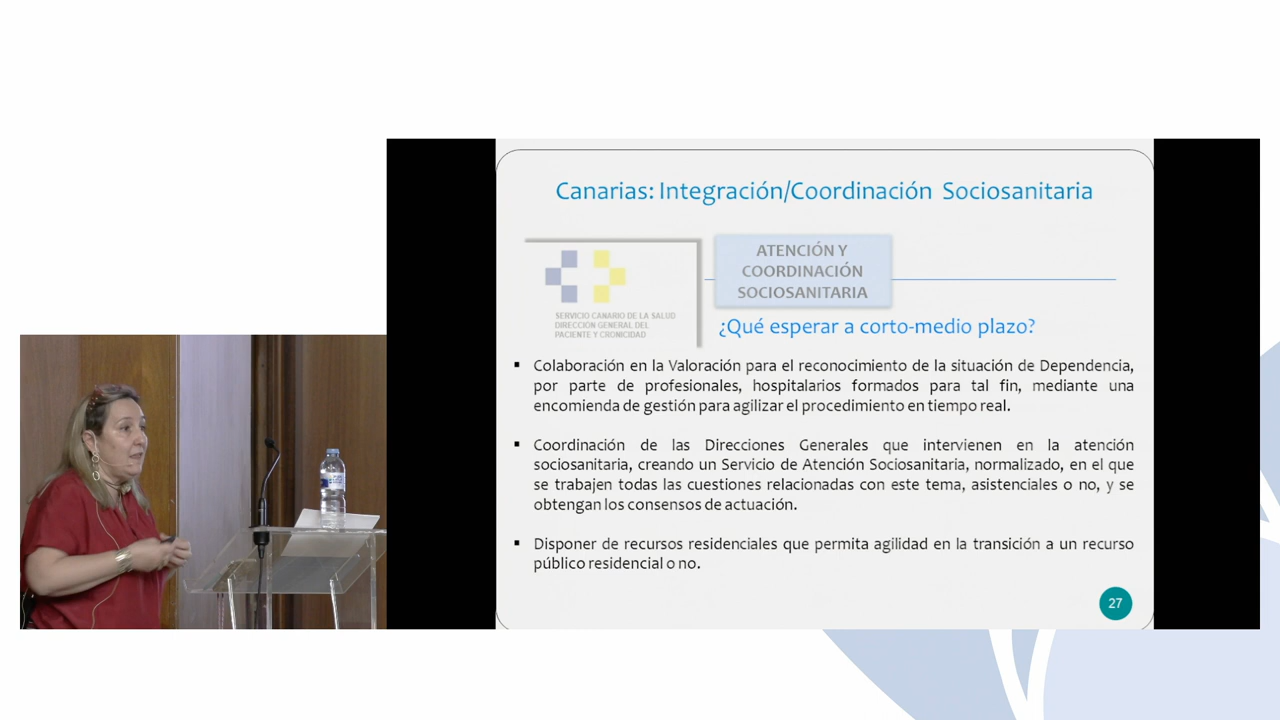 Canarias: Integración/Coordinación Sociosanitaria
ATENCIÓN Y
COORDINACIÓN
SOCIOSANITARIA
SERVICIO CANARIO DE LA SALUD
DIRECCIÓN GENERAL DEL
PACIENTE Y CRONICIDAD
¿Qué esperar a corto-medio plazo?
▪ Colaboración en la Valoración para el reconocimiento de la situación de Dependencia,
por parte de profesionales, hospitalarios formados para tal fin, mediante una
encomienda de gestión para agilizar el procedimiento en tiempo real.
▪ Coordinación de las Direcciones Generales que intervienen en la atención
sociosanitaria, creando un Servicio de Atención Sociosanitaria, normalizado, en el que
se trabajen todas las cuestiones relacionadas con este tema, asistenciales o no, y se
obtengan los consensos de actuación.
▪ Disponer de recursos residenciales que permita agilidad en la transición a un recurso
público residencial o no.
27